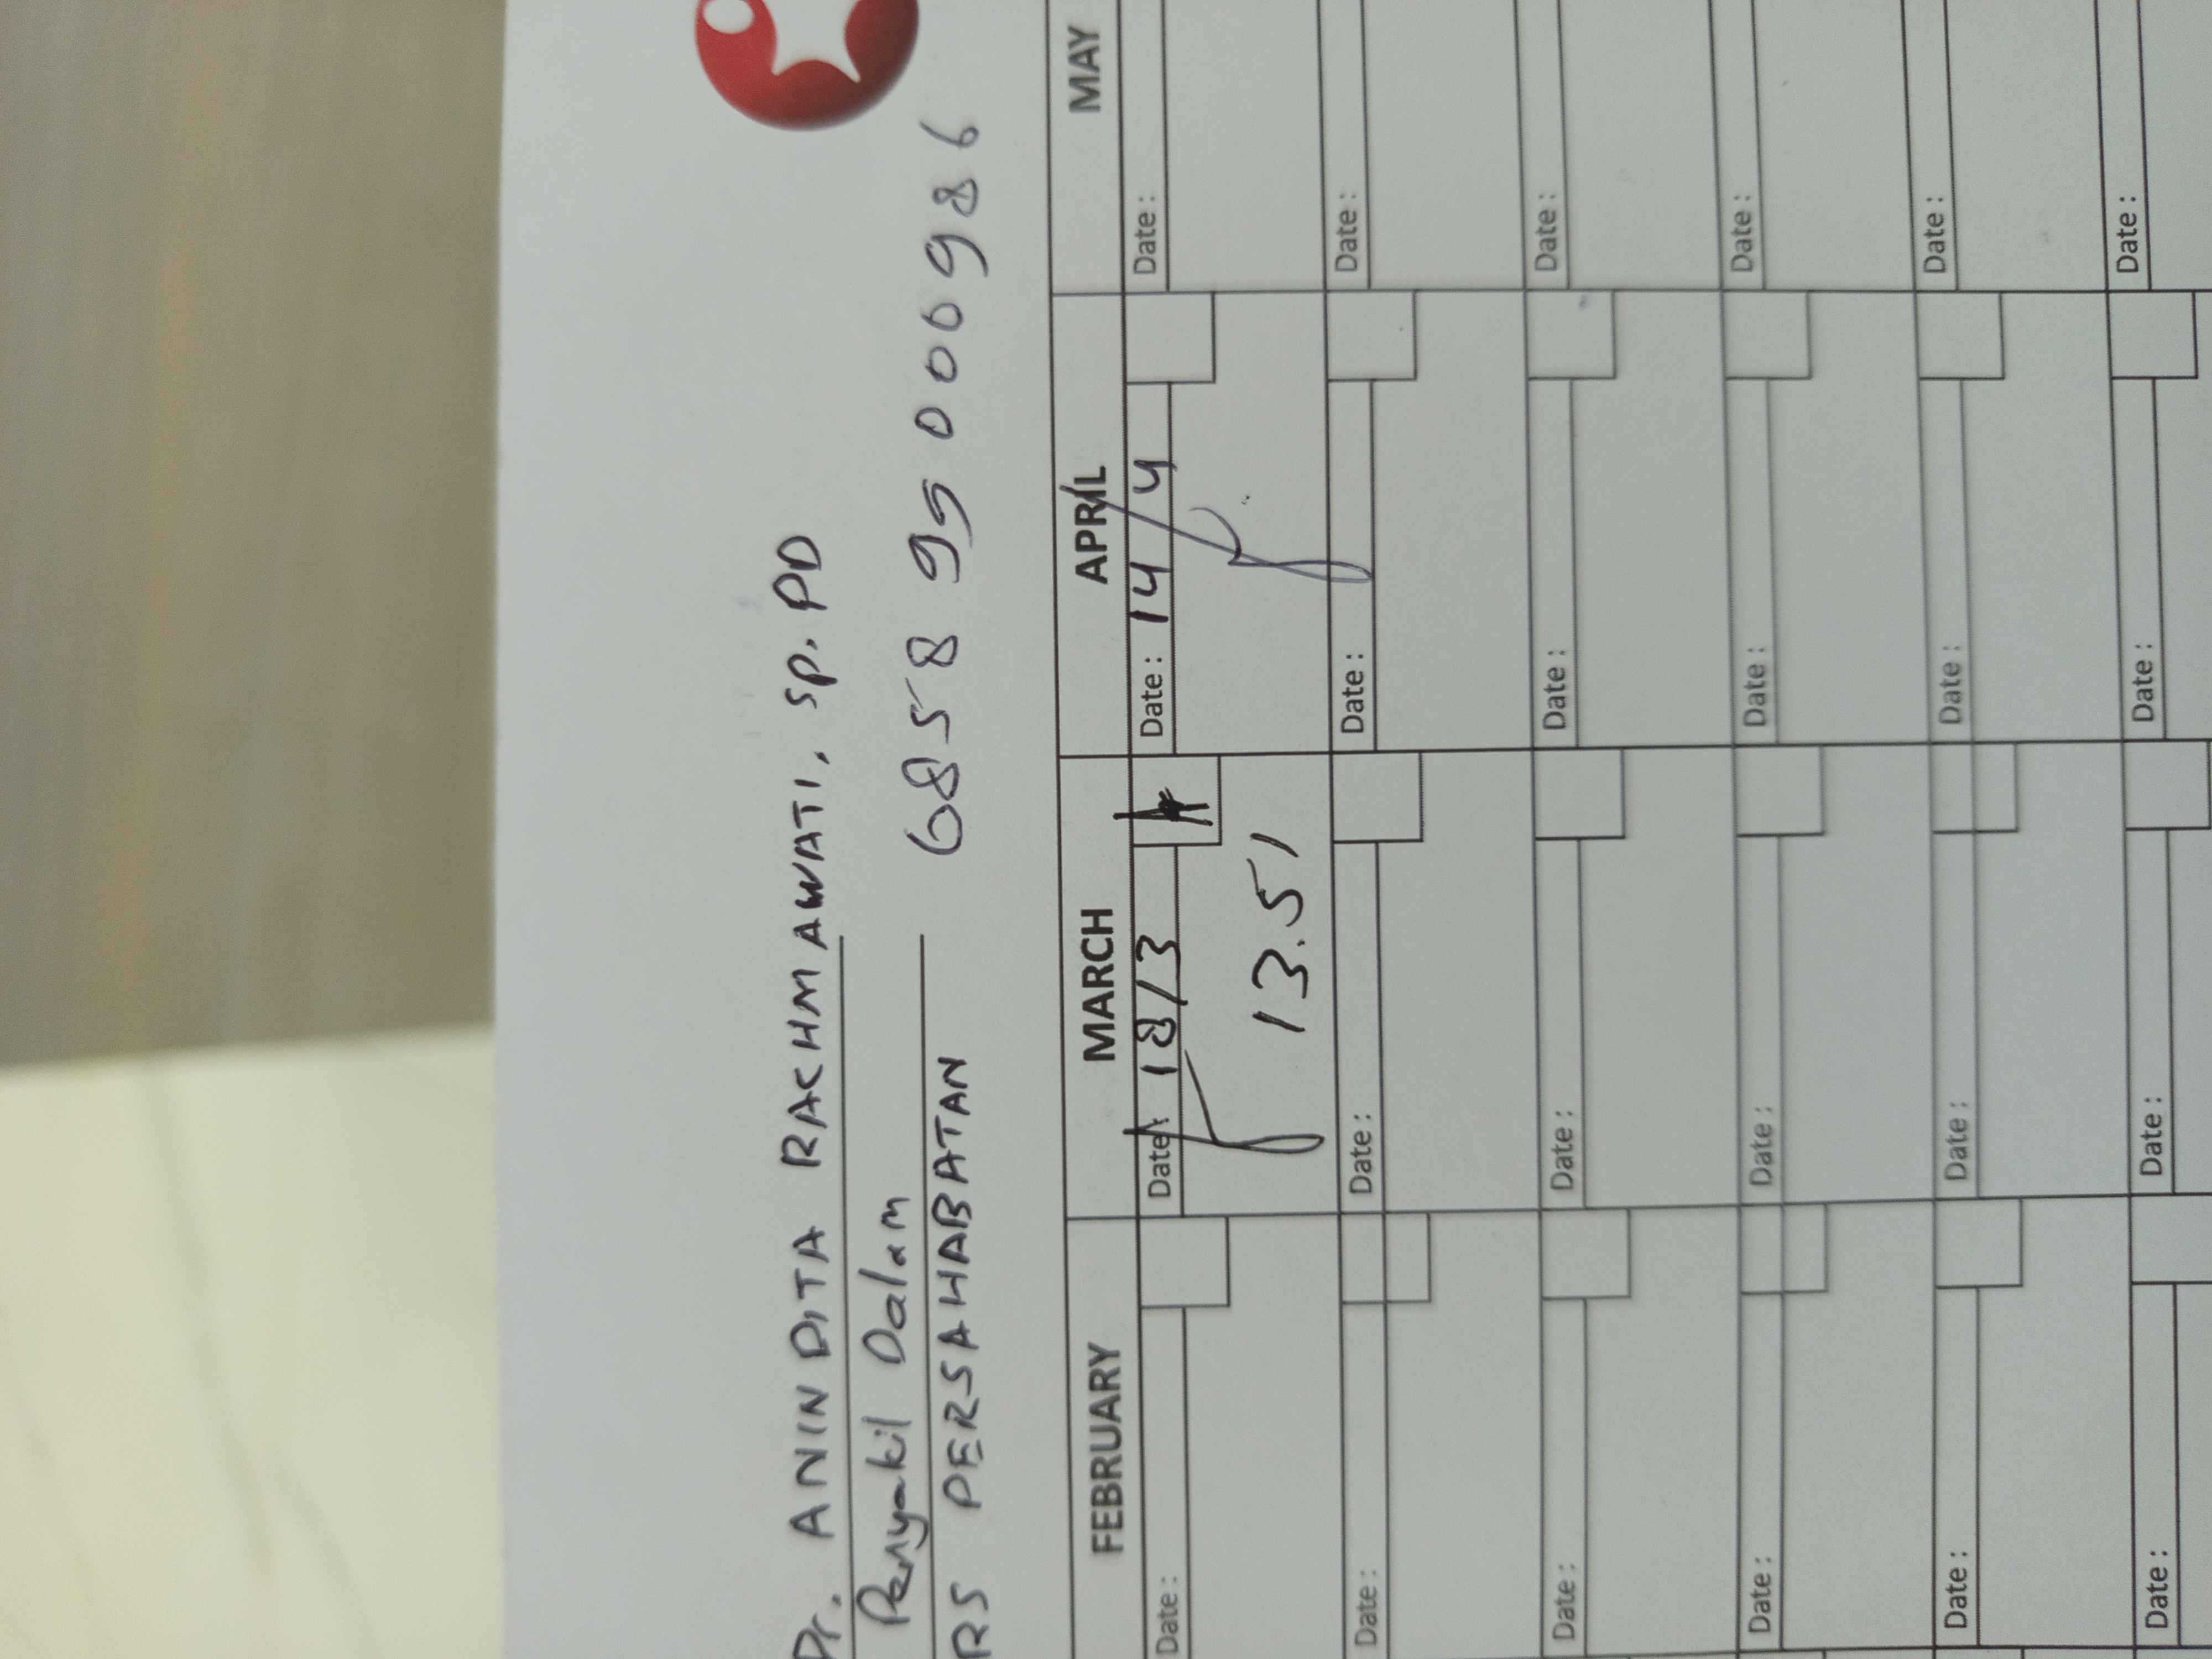 Dr. ANINDITA RACHMAWATI, Sp.PD
Penyakil Dalam
RS PERSAHABATAN 6858 99 000986
FEBRUARY MARCH APRIL MAY
Date : Date : 18/3 Date : 14/4 Date :
13.51
Date : Date : Date : Date :
Date : Date : Date : Date :
Date : Date : Date : Date :
Date : Date : Date : Date :
Date : Date : Date : Date :